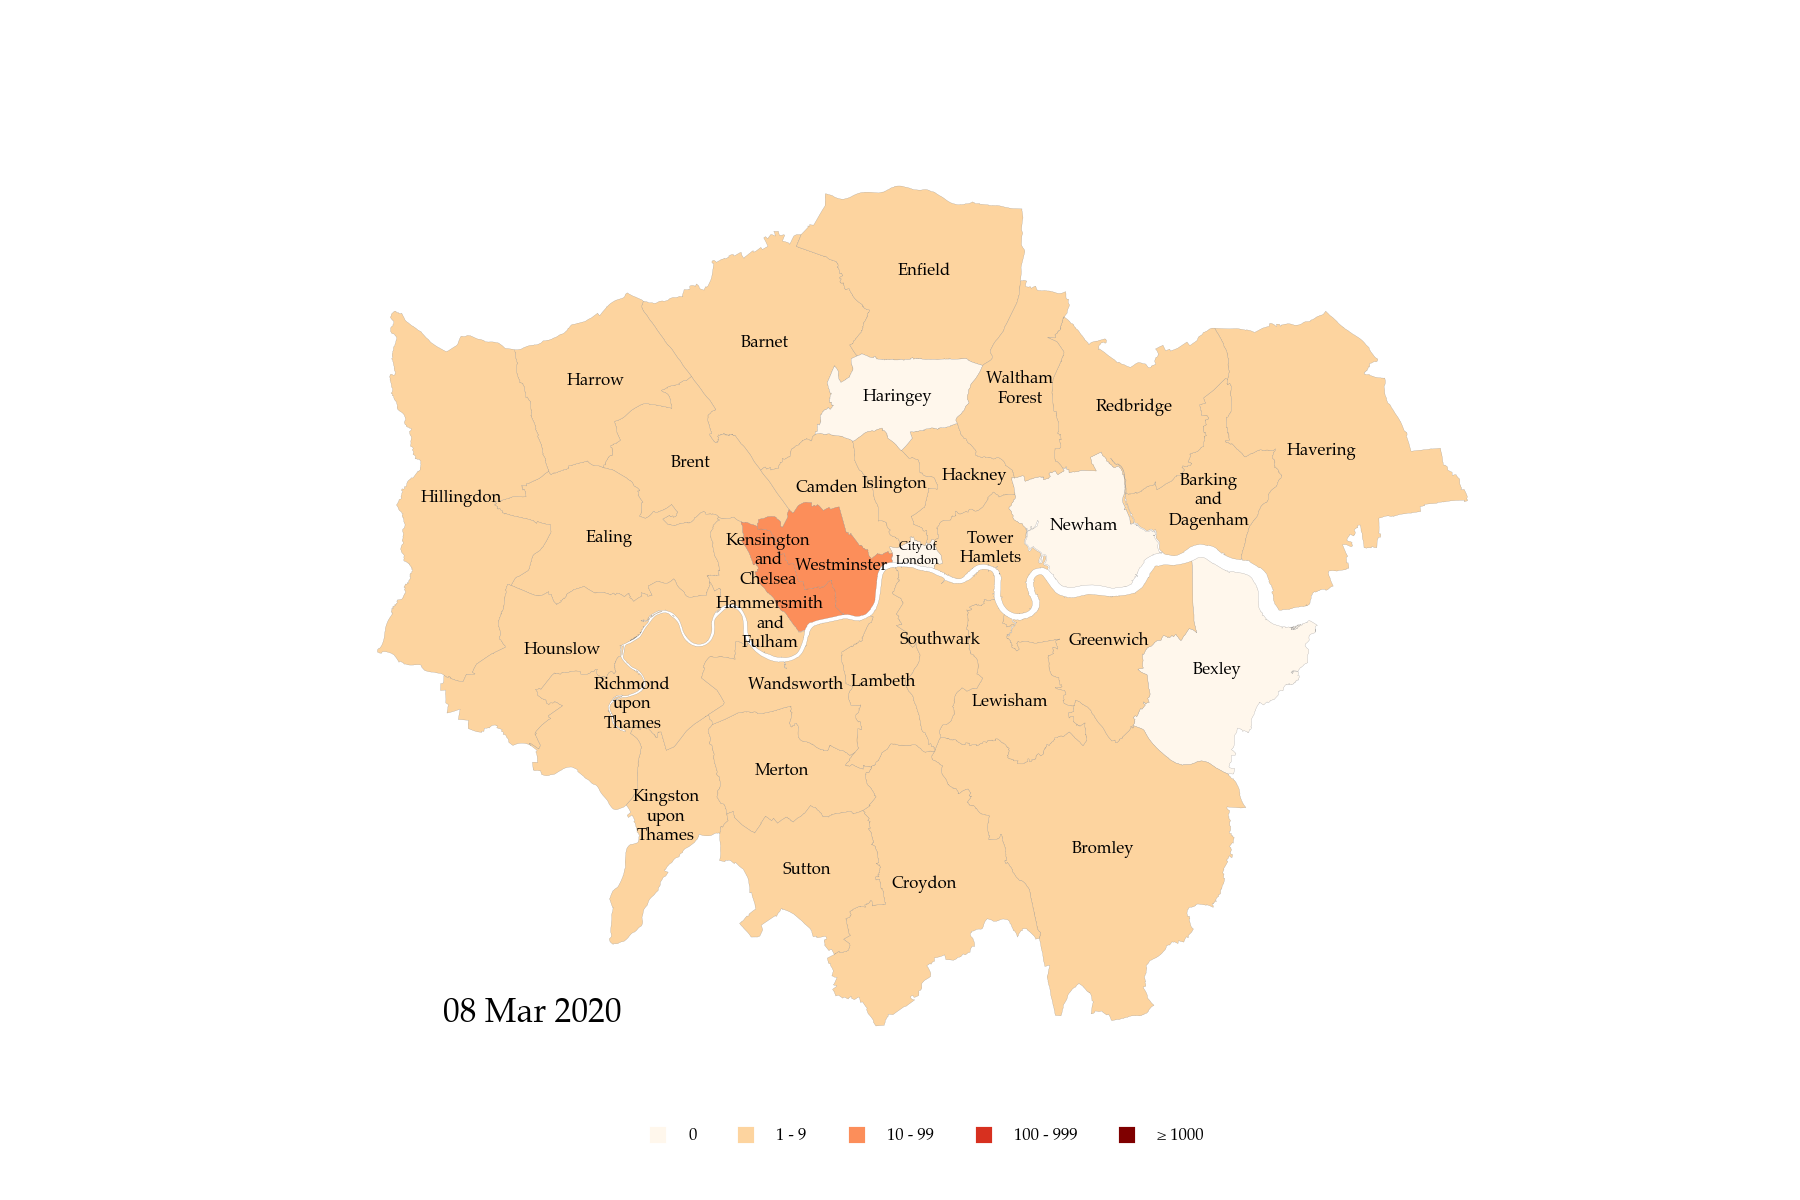 Enfield
Barnet
Harrow
Haringey
Waltham
Forest
Redbridge
Havering
Brent
Hillingdon
Camden
Islington
Hackney
Barking
and
Dagenham
Newham
Ealing
Kensington
and
Chelsea
Westminster
City of
London
Tower
Hamlets
Hammersmith
and
Fulham
Hounslow
Southwark
Greenwich
Bexley
Richmond
upon
Thames
Wandsworth
Lambeth
Lewisham
Merton
Kingston
upon
Thames
Sutton
Croydon
Bromley
08 Mar 2020
0 1 - 9 10 - 99 100 - 999 ≥ 1000